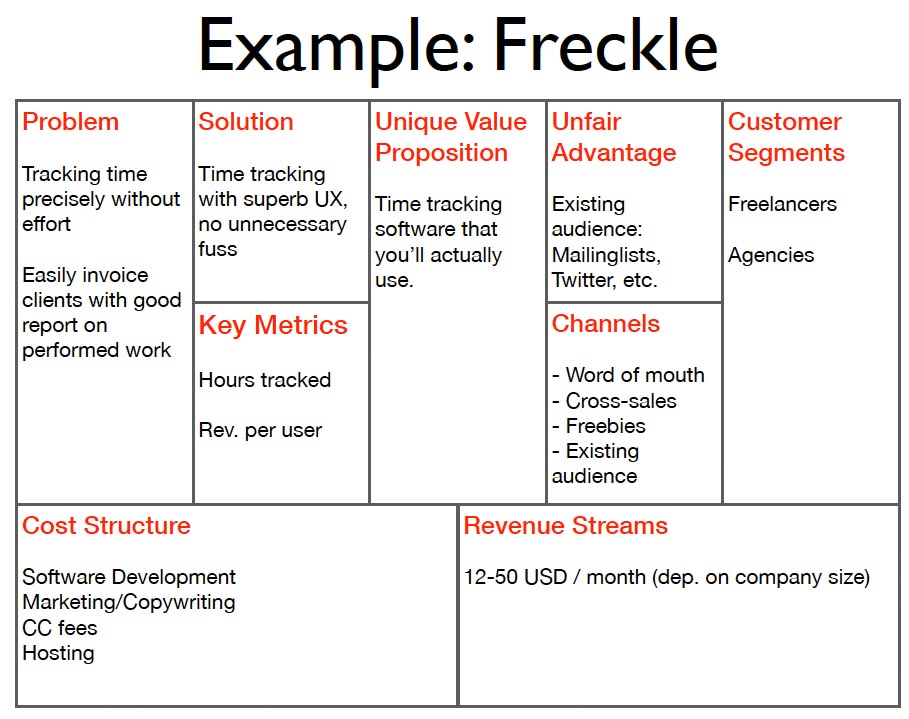 Example: Freckle
Problem
Tracking time
precisely without
effort
Easily invoice
clients with good
report on
performed work
Solution
Time tracking
with superb UX,
no unnecessary
fuss
Key Metrics
Hours tracked
Rev. per user
Unique Value
Proposition
Time tracking
software that
you’ll actually
use.
Unfair
Advantage
Existing
audience:
Mailinglists,
Twitter, etc.
Channels
- Word of mouth
- Cross-sales
- Freebies
- Existing
audience
Customer
Segments
Freelancers
Agencies
Cost Structure
Software Development
Marketing/Copywriting
CC fees
Hosting
Revenue Streams
12-50 USD / month (dep. on company size)